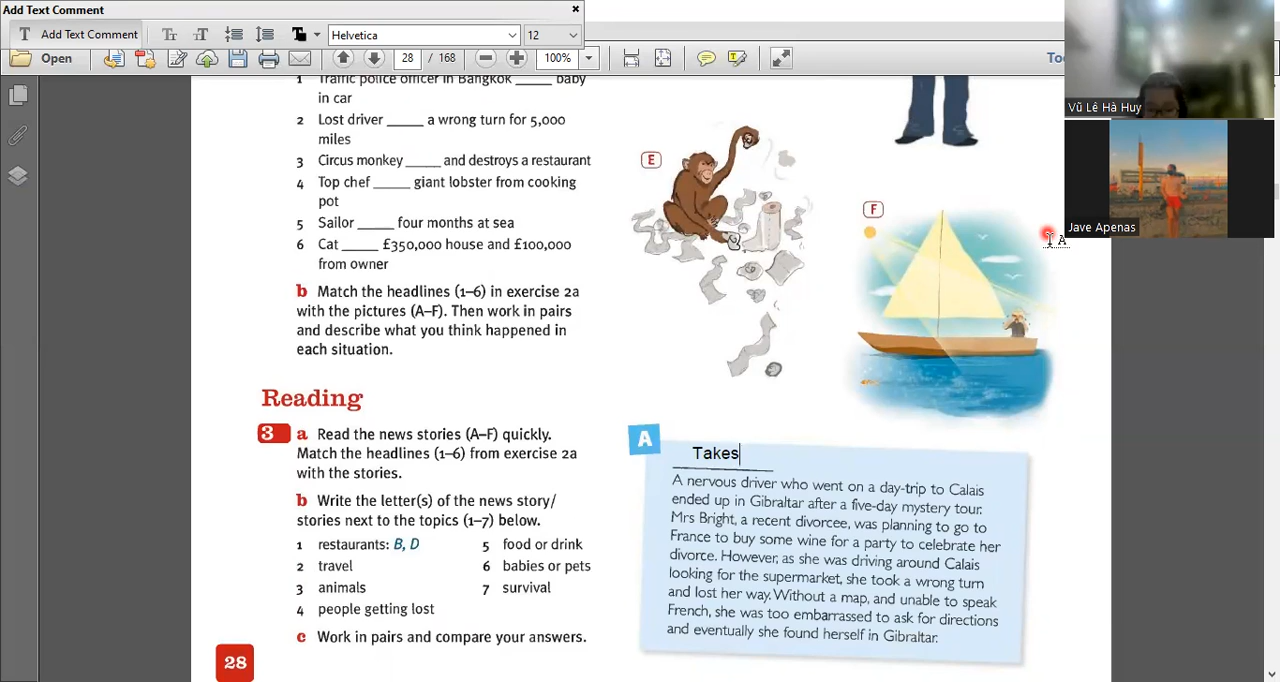 Add Text Comment
Add Text Comment
Helvetica
12
Open
28 / 168
100%
1 Traffic police officer in Bangkok _____ baby
in car
2 Lost driver _____ a wrong turn for 5,000
miles
3 Circus monkey _____ and destroys a restaurant
4 Top chef _____ giant lobster from cooking
pot
5 Sailor _____ four months at sea
6 Cat _____ £350,000 house and £100,000
from owner
b Match the headlines (1–6) in exercise 2a
with the pictures (A–F). Then work in pairs
and describe what you think happened in
each situation.
Reading
3 a Read the news stories (A–F) quickly.
Match the headlines (1–6) from exercise 2a
with the stories.
b Write the letter(s) of the news story/
stories next to the topics (1–7) below.
1 restaurants: B, D
2 travel
3 animals
4 people getting lost
5 food or drink
6 babies or pets
7 survival
c Work in pairs and compare your answers.
28
E
F
A
Takes
A nervous driver who went on a day-trip to Calais
ended up in Gibraltar after a five-day mystery tour.
Mrs Bright, a recent divorcee, was planning to go to
France to buy some wine for a party to celebrate her
divorce. However, as she was driving around Calais
looking for the supermarket, she took a wrong turn
and lost her way. Without a map, and unable to speak
French, she was too embarrassed to ask for directions
and eventually she found herself in Gibraltar.
Vũ Lê Hà Huy
Jave Apenas